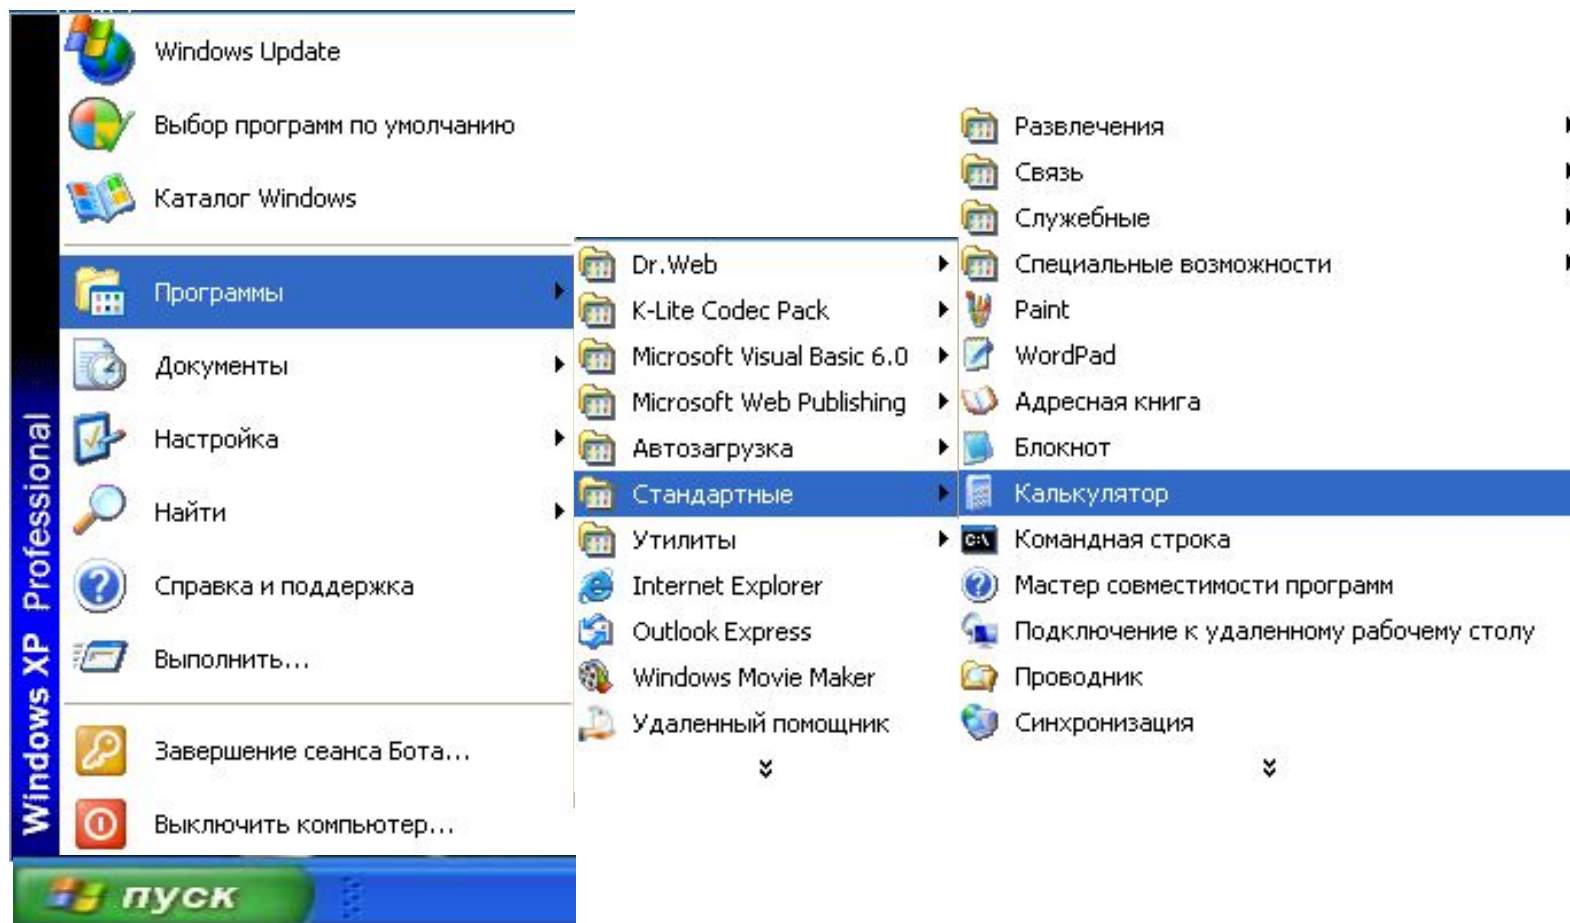 Windows Update
Выбор программ по умолчанию
Каталог Windows
Программы
Документы
Настройка
Найти
Справка и поддержка
Выполнить...
Завершение сеанса Бота...
Выключить компьютер...
Windows XP Professional
пуск
Dr.Web
K-Lite Codec Pack
Microsoft Visual Basic 6.0
Microsoft Web Publishing
Автозагрузка
Стандартные
Утилиты
Internet Explorer
Outlook Express
Windows Movie Maker
Удаленный помощник
Развлечения
Связь
Служебные
Специальные возможности
Paint
WordPad
Адресная книга
Блокнот
Калькулятор
C:\
Командная строка
Мастер совместимости программ
Подключение к удаленному рабочему столу
Проводник
Синхронизация